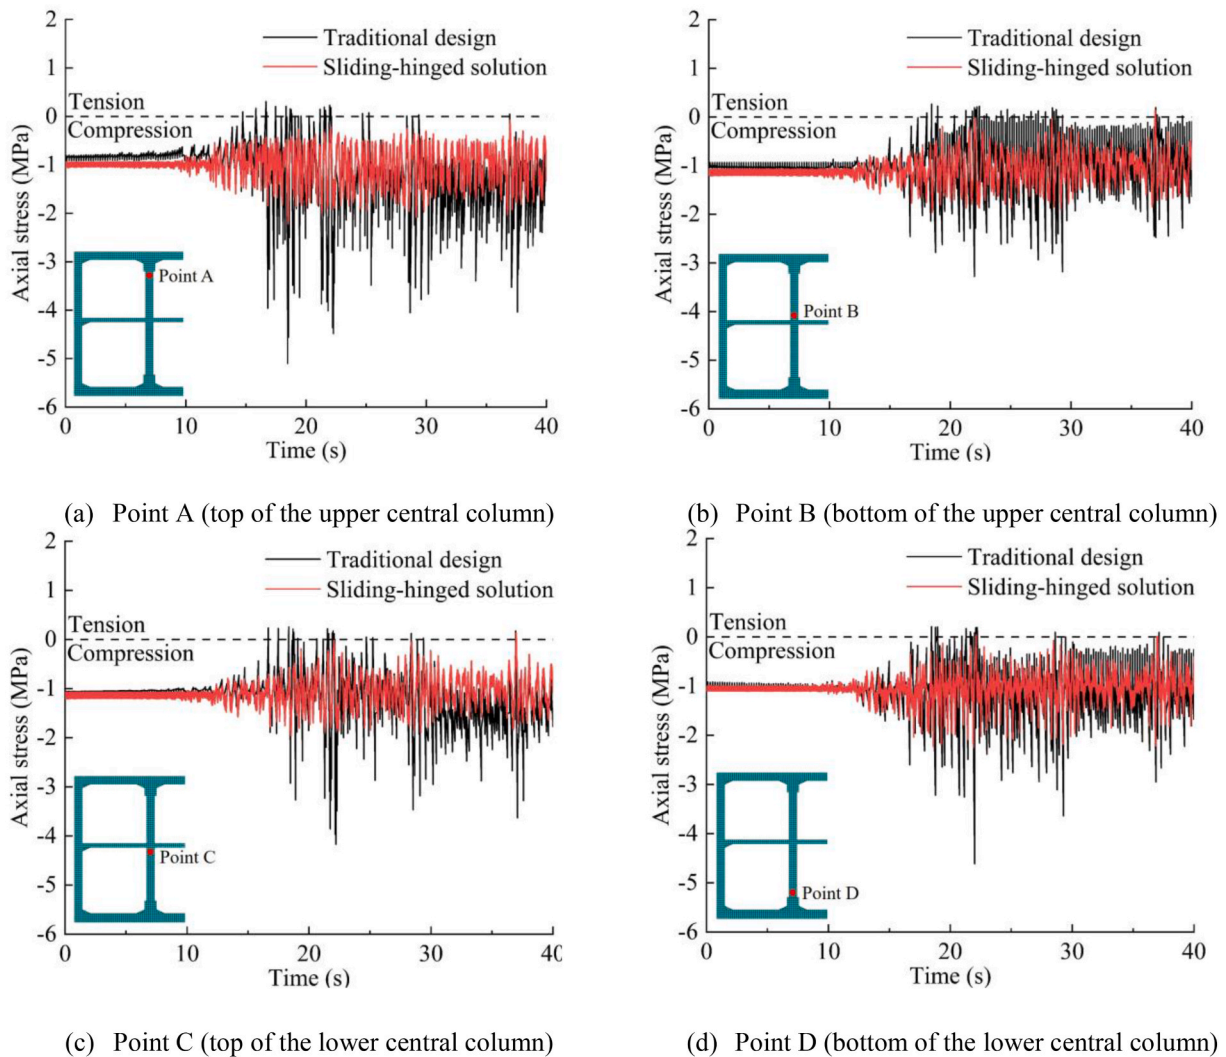 2
1
0
-1
-2
-3
-4
-5
-6
Axial stress (MPa)
Traditional design
Sliding-hinged solution
Tension
Compression
Point A
0 10 20 30 40
Time (s)
(a) Point A (top of the upper central column)
2
1
0
-1
-2
-3
-4
-5
-6
Axial stress (MPa)
Traditional design
Sliding-hinged solution
Tension
Compression
Point B
0 10 20 30 40
Time (s)
(b) Point B (bottom of the upper central column)
2
1
0
-1
-2
-3
-4
-5
-6
Axial stress (MPa)
Traditional design
Sliding-hinged solution
Tension
Compression
Point C
0 10 20 30 40
Time (s)
(c) Point C (top of the lower central column)
2
1
0
-1
-2
-3
-4
-5
-6
Axial stress (MPa)
Traditional design
Sliding-hinged solution
Tension
Compression
Point D
0 10 20 30 40
Time (s)
(d) Point D (bottom of the lower central column)